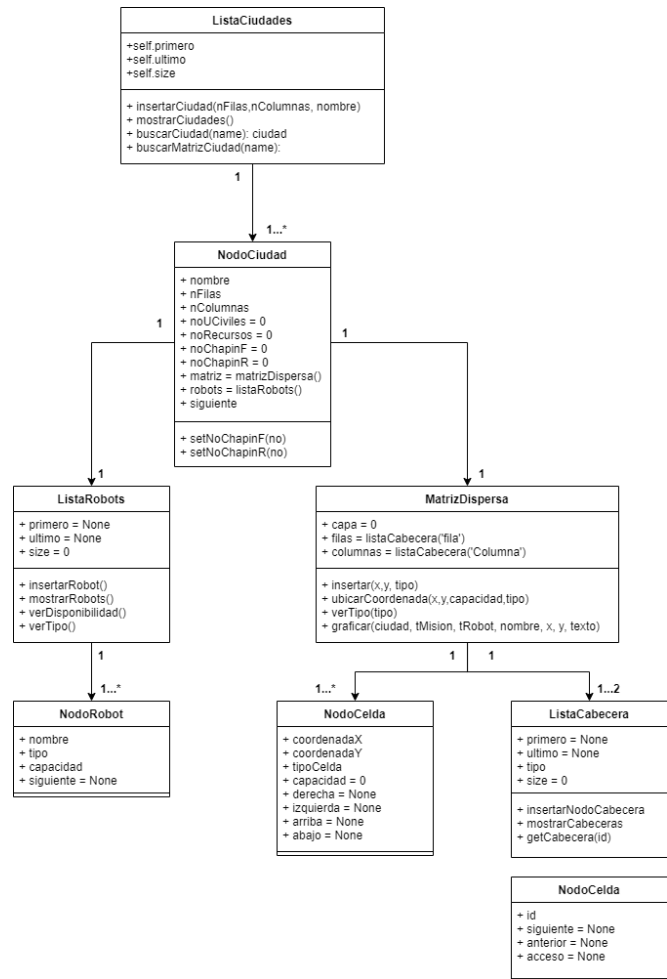 ListaCiudades
+self.primero
+self.ultimo
+self.size
+ insertarCiudad(nFilas,nColumnas, nombre)
+ mostrarCiudades()
+ buscarCiudad(name): ciudad
+ buscarMatrizCiudad(name):
1
1...*
NodoCiudad
+ nombre
+ nFilas
+ nColumnas
+ noUCiviles = 0
+ noRecursos = 0
+ noChapinF = 0
+ noChapinR = 0
+ matriz = matrizDispersa()
+ robots = listaRobots()
+ siguiente
+ setNoChapinF(no)
+ setNoChapinR(no)
1
1
1
1
ListaRobots
+ primero = None
+ ultimo = None
+ size = 0
+ insertarRobot()
+ mostrarRobots()
+ verDisponibilidad()
+ verTipo()
MatrizDispersa
+ capa = 0
+ filas = listaCabecera('fila')
+ columnas = listaCabecera('Columna')
+ insertar(x,y, tipo)
+ ubicarCoordenada(x,y,capacidad,tipo)
+ verTipo(tipo)
+ graficar(ciudad, tMision, tRobot, nombre, x, y, texto)
1
1
1
1...*
1...*
1...2
NodoRobot
+ nombre
+ tipo
+ capacidad
+ siguiente = None
NodoCelda
+ coordenadaX
+ coordenadaY
+ tipoCelda
+ capacidad = 0
+ derecha = None
+ izquierda = None
+ arriba = None
+ abajo = None
ListaCabecera
+ primero = None
+ ultimo = None
+ tipo
+ size = 0
+ insertarNodoCabecera
+ mostrarCabeceras
+ getCabecera(id)
NodoCelda
+ id
+ siguiente = None
+ anterior = None
+ acceso = None